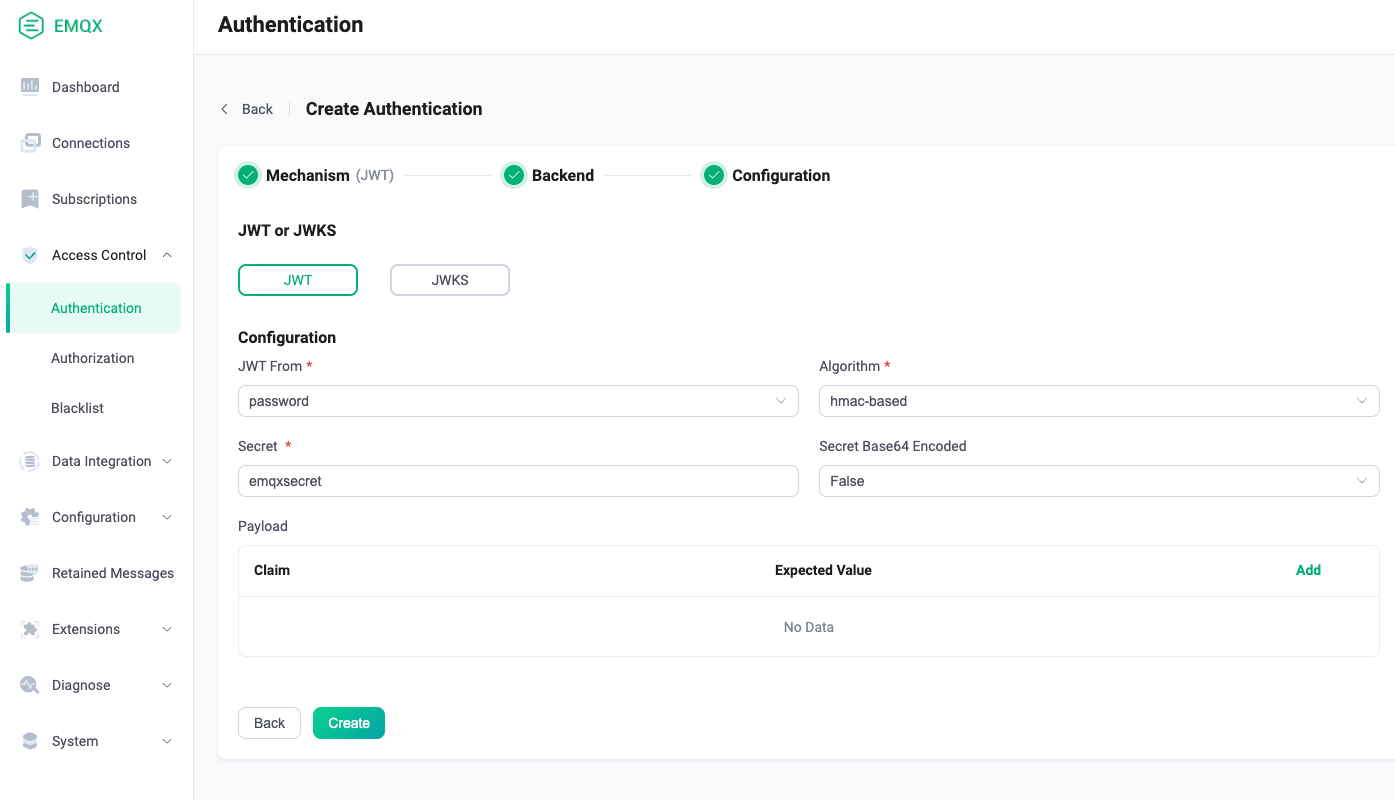 EMQX
Authentication
Dashboard
Connections
Subscriptions
Access Control
Authentication
Authorization
Blacklist
Data Integration
Configuration
Retained Messages
Extensions
Diagnose
System
Back
Create Authentication
Mechanism (JWT)
Backend
Configuration
JWT or JWKS
JWT
JWKS
Configuration
JWT From *
Algorithm *
password
hmac-based
Secret *
Secret Base64 Encoded
emqxsecret
False
Payload
Claim
Expected Value
Add
No Data
Back
Create